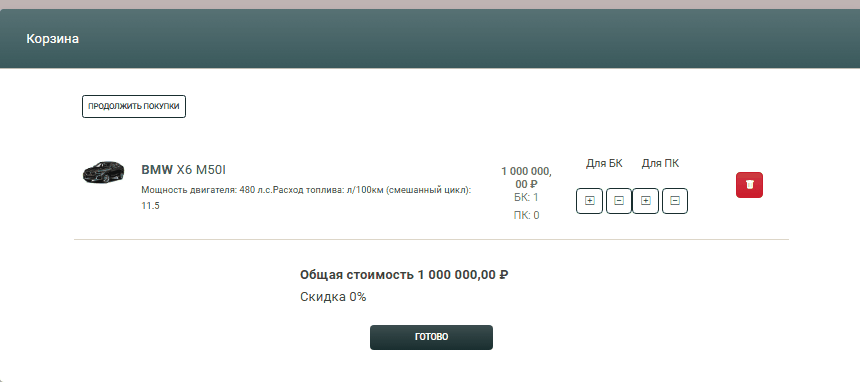 Корзина
ПРОДОЛЖИТЬ ПОКУПКИ
BMW X6 M50I
Мощность двигателя: 480 л.с.Расход топлива: л/100км (смешанный цикл):
11.5
1 000 000,
00 ₽
БК: 1
ПК: 0
Для БК Для ПК
Общая стоимость 1 000 000,00 ₽
Скидка 0%
ГОТОВО